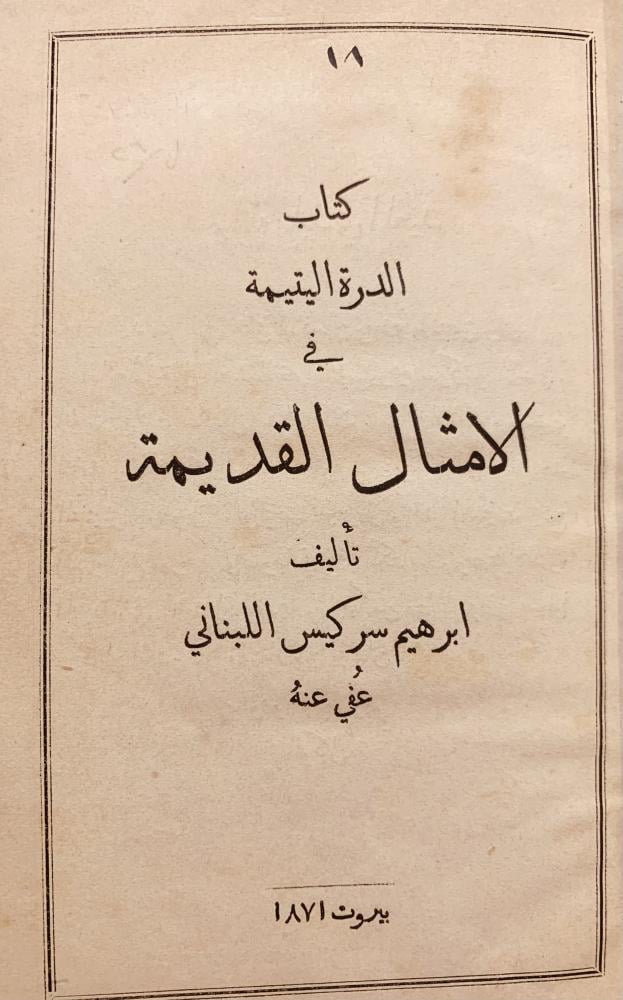 ١٨
كتاب
الدرة اليتيمة
في
الامثال القديمة
تأليف
ابرهيم سركيس اللبناني
عُفي عنهُ
بيروت ١٨٧١